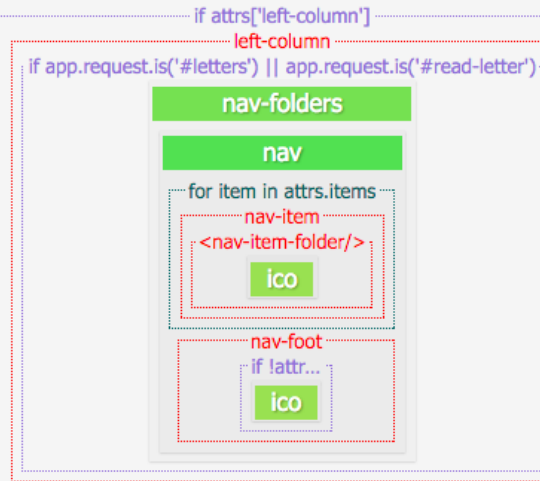 if attrs['left-column']
left-column
if app.request.is('#letters') || app.request.is('#read-letter')
nav-folders
nav
for item in attrs.items
nav-item
<nav-item-folder/>
ico
nav-foot
if !attr...
ico